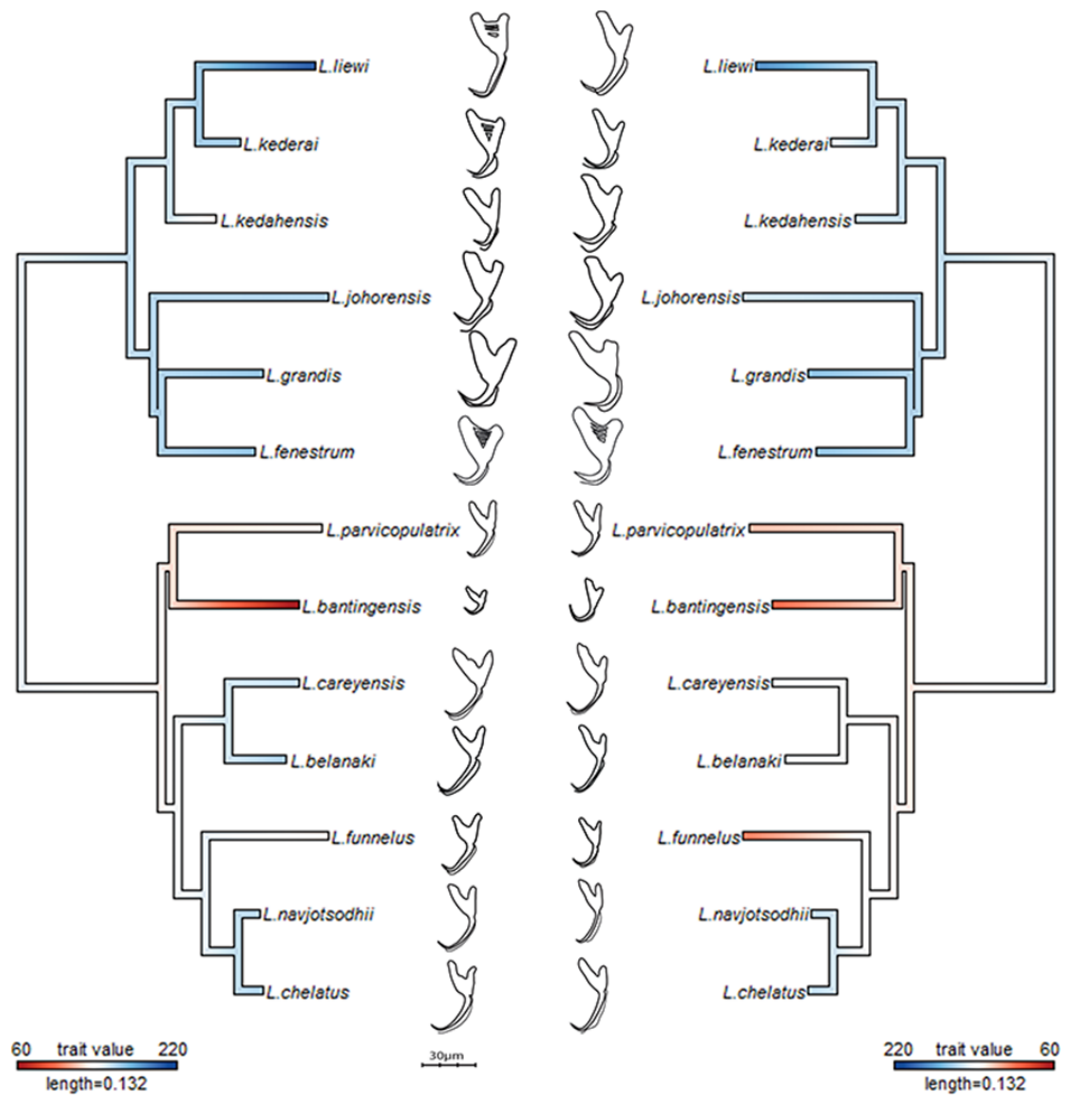 L.liewi
L.kederai
L.kedahensis
L.johorensis
L.grandis
L.fenestrum
L.parvicopulatrix
L.bantingensis
L.careyensis
L.belanaki
L.funnelus
L.navjotsodhii
L.chelatus
60 trait value 220
length=0.132
30µm
L.liewi
L.kederai
L.kedahensis
L.johorensis
L.grandis
L.fenestrum
L.parvicopulatrix
L.bantingensis
L.careyensis
L.belanaki
L.funnelus
L.navjotsodhii
L.chelatus
220 trait value 60
length=0.132